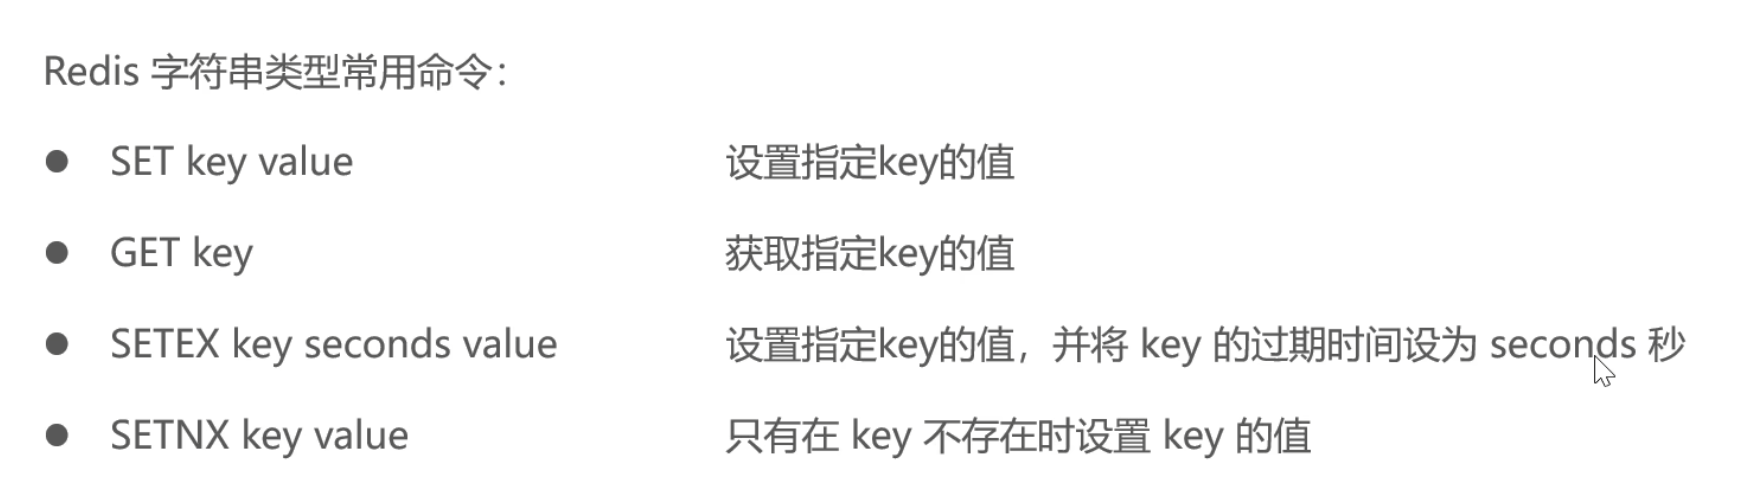 Redis 字符串类型常用命令：
● SET key value 设置指定key的值
● GET key 获取指定key的值
● SETEX key seconds value 设置指定key的值，并将 key 的过期时间设为 seconds 秒
● SETNX key value 只有在 key 不存在时设置 key 的值